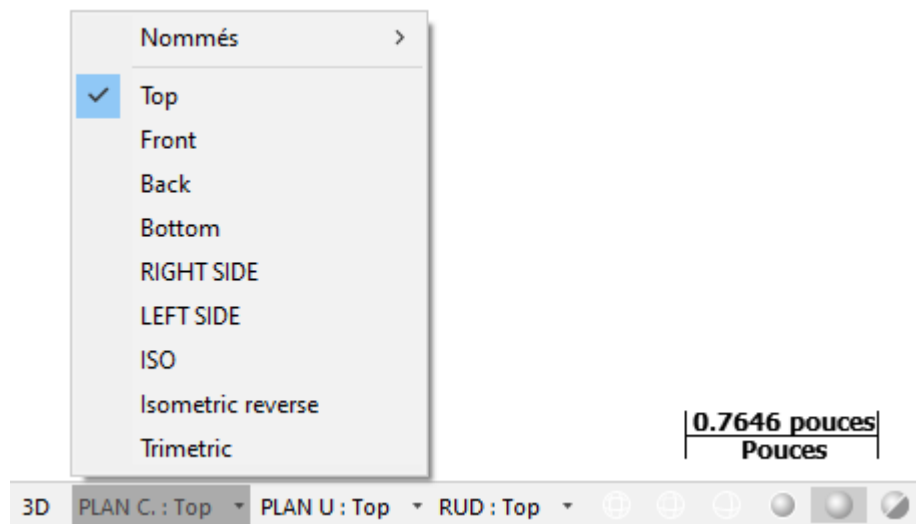 Nommés
Top
Front
Back
Bottom
RIGHT SIDE
LEFT SIDE
ISO
Isometric reverse
Trimetric
0.7646 pouces
Pouces
3D PLAN C. : Top PLAN U : Top RUD : Top